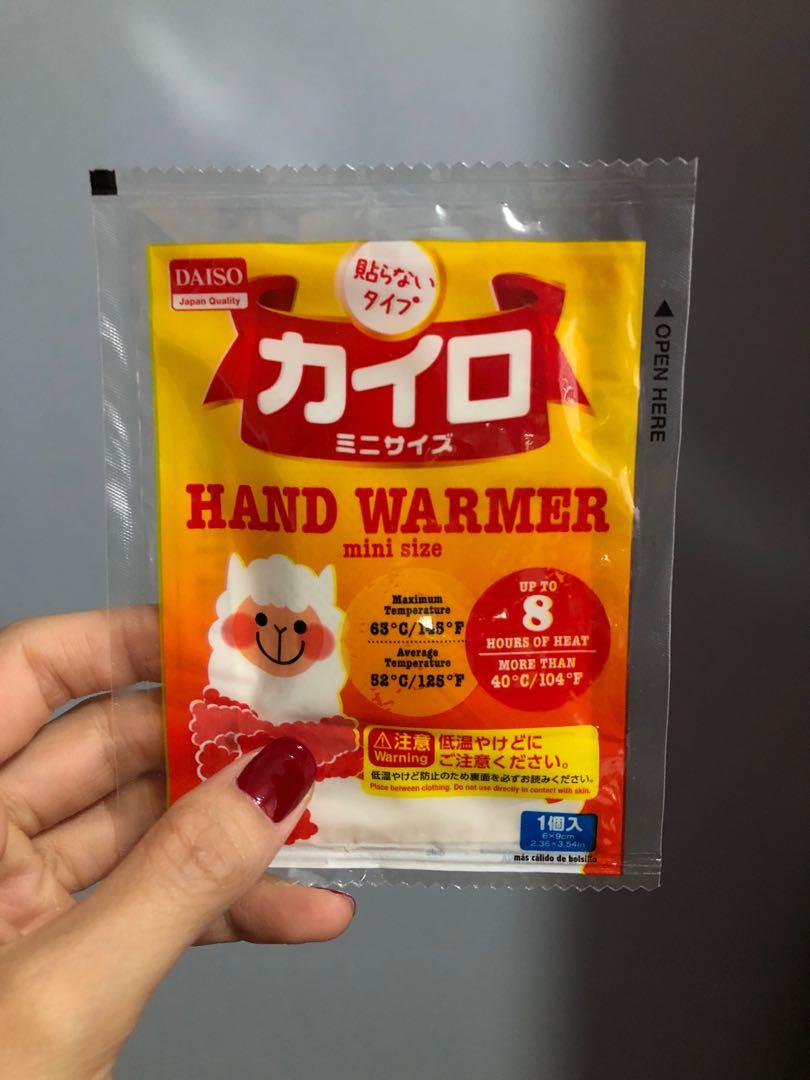 DAISO
Japan Quality
貼らない
タイプ
カイロ
ミニサイズ
OPEN HERE
HAND WARMER
mini size
Maximum
Temperature
63°C/145°F
Average
Temperature
52°C/125°F
UP TO
8
HOURS OF HEAT
MORE THAN
40°C/104°F
注意
Warning
低温やけどに
ご注意ください。
低温やけど防止のため裏面を必ずお読みください。
Place between clothing. Do not use directly in contact with skin.
1個入
6×9cm
2.36×3.54in
más cálido de bolsillo